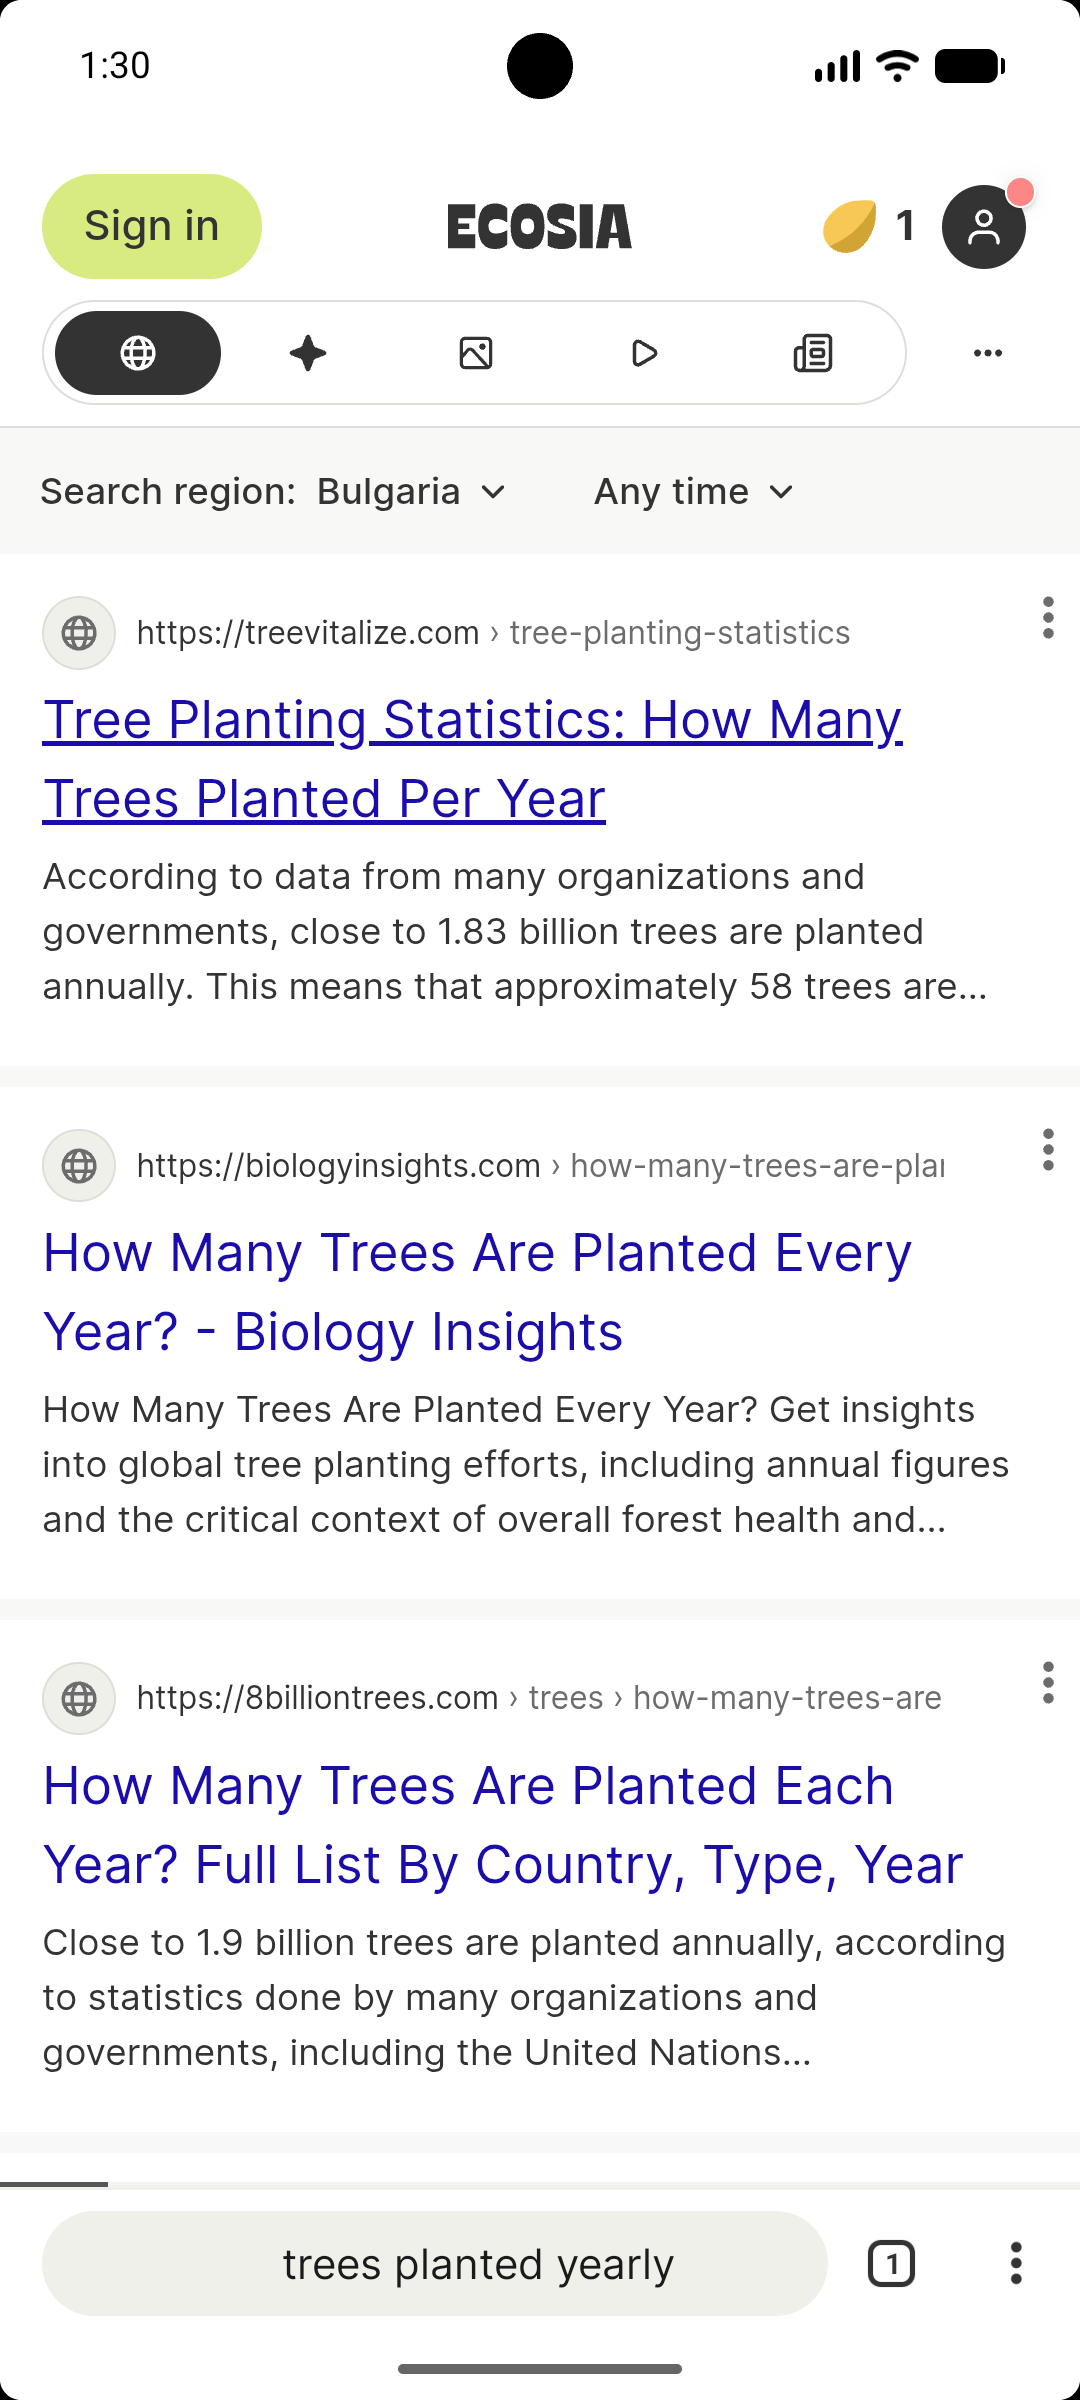 1:30
Sign in
ECOSIA
1
Search region: Bulgaria
Any time
https://treevitalize.com › tree-planting-statistics
Tree Planting Statistics: How Many
Trees Planted Per Year
According to data from many organizations and
governments, close to 1.83 billion trees are planted
annually. This means that approximately 58 trees are...
https://biologyinsights.com › how-many-trees-are-plan
How Many Trees Are Planted Every
Year? - Biology Insights
How Many Trees Are Planted Every Year? Get insights
into global tree planting efforts, including annual figures
and the critical context of overall forest health and...
https://8billiontrees.com › trees › how-many-trees-are
How Many Trees Are Planted Each
Year? Full List By Country, Type, Year
Close to 1.9 billion trees are planted annually, according
to statistics done by many organizations and
governments, including the United Nations...
trees planted yearly
1